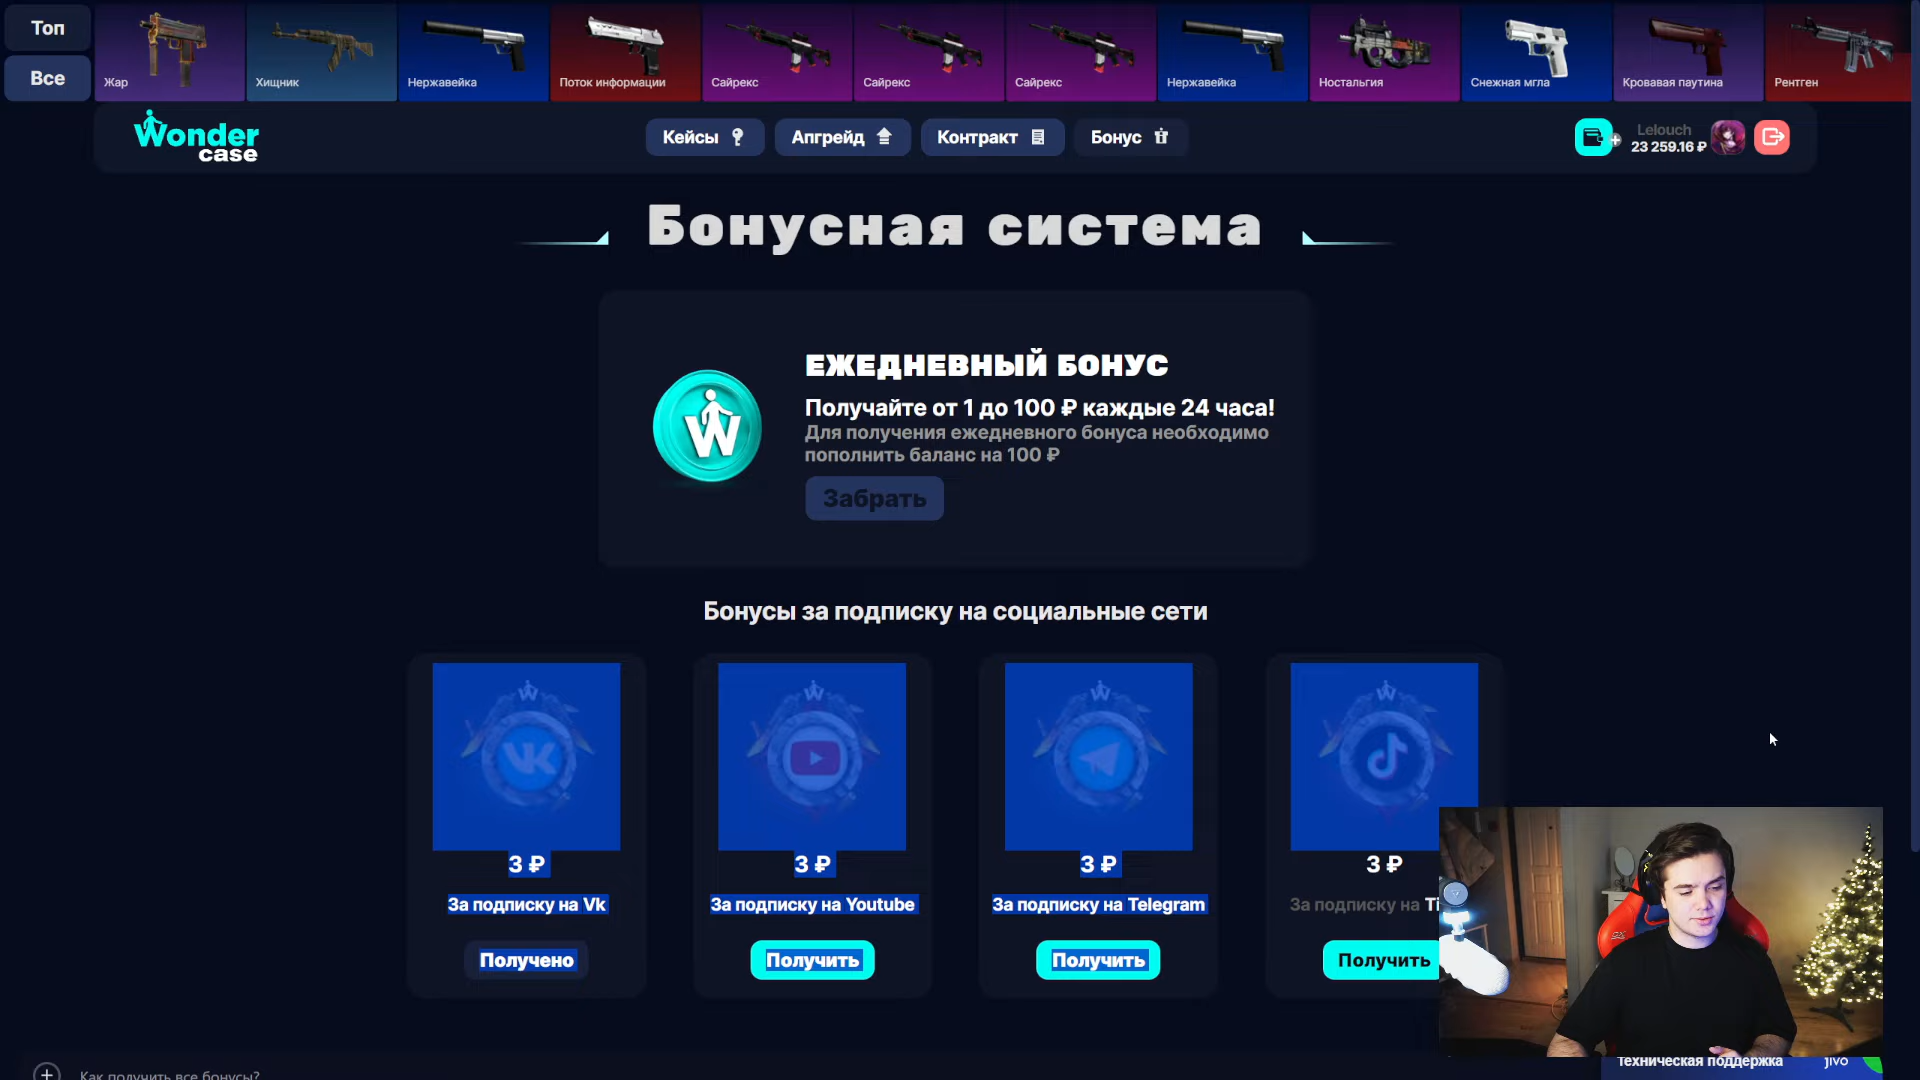 Топ
Все
Жар
Хищник
Нержавейка
Поток информации
Сайрекс
Сайрекс
Сайрекс
Нержавейка
Ностальгия
Снежная мгла
Кровавая паутина
Рентген
Wonder
case
Кейсы
Апгрейд
Контракт
Бонус
Lelouch
23 259.16 ₽
Бонусная система
ЕЖЕДНЕВНЫЙ БОНУС
Получайте от 1 до 100 ₽ каждые 24 часа!
Для получения ежедневного бонуса необходимо
пополнить баланс на 100 ₽
Забрать
Бонусы за подписку на социальные сети
3 ₽
3 ₽
3 ₽
3 ₽
За подписку на Vk
За подписку на Youtube
За подписку на Telegram
За подписку на Ti
Получено
Получить
Получить
Получить
Как получить все бонусы?
Техническая поддержка
jivo